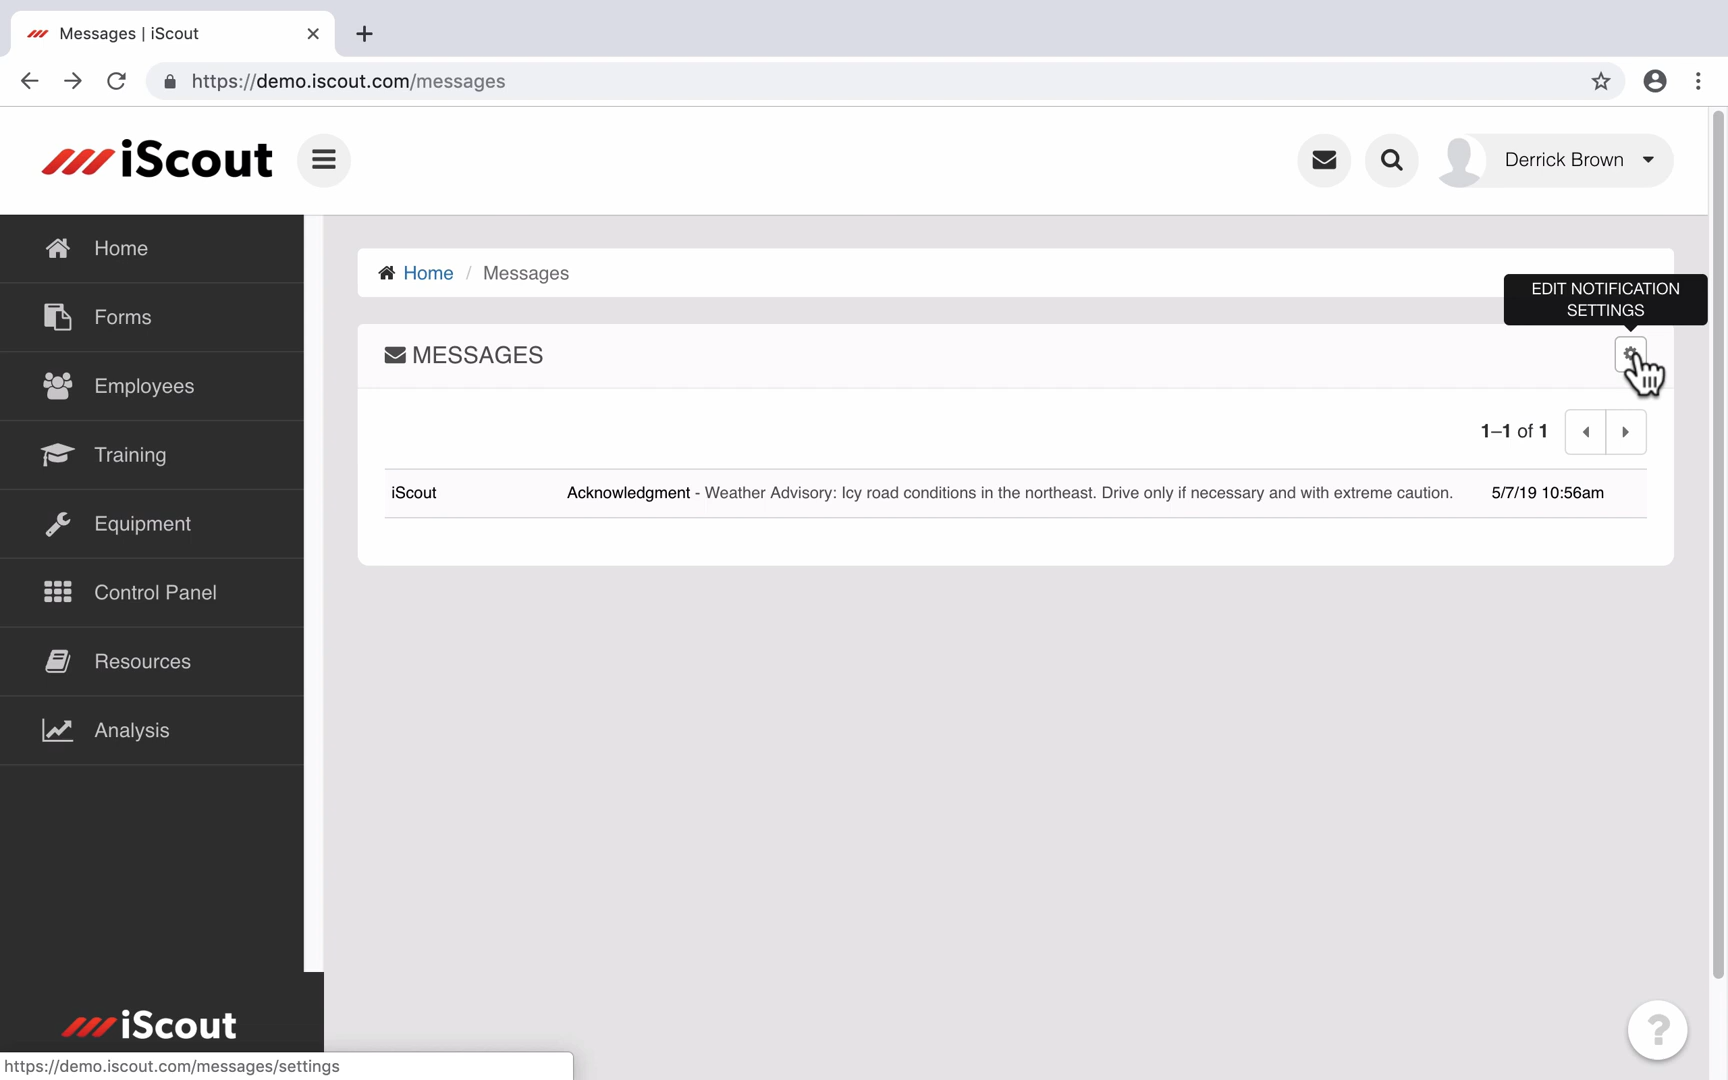 Messages | iScout
https://demo.iscout.com/messages
iScout
Derrick Brown
Home
Forms
Employees
Training
Equipment
Control Panel
Resources
Analysis
iScout
Home / Messages
EDIT NOTIFICATION
SETTINGS
MESSAGES
1–1 of 1
iScout Acknowledgment - Weather Advisory: Icy road conditions in the northeast. Drive only if necessary and with extreme caution. 5/7/19 10:56am
?
https://demo.iscout.com/messages/settings